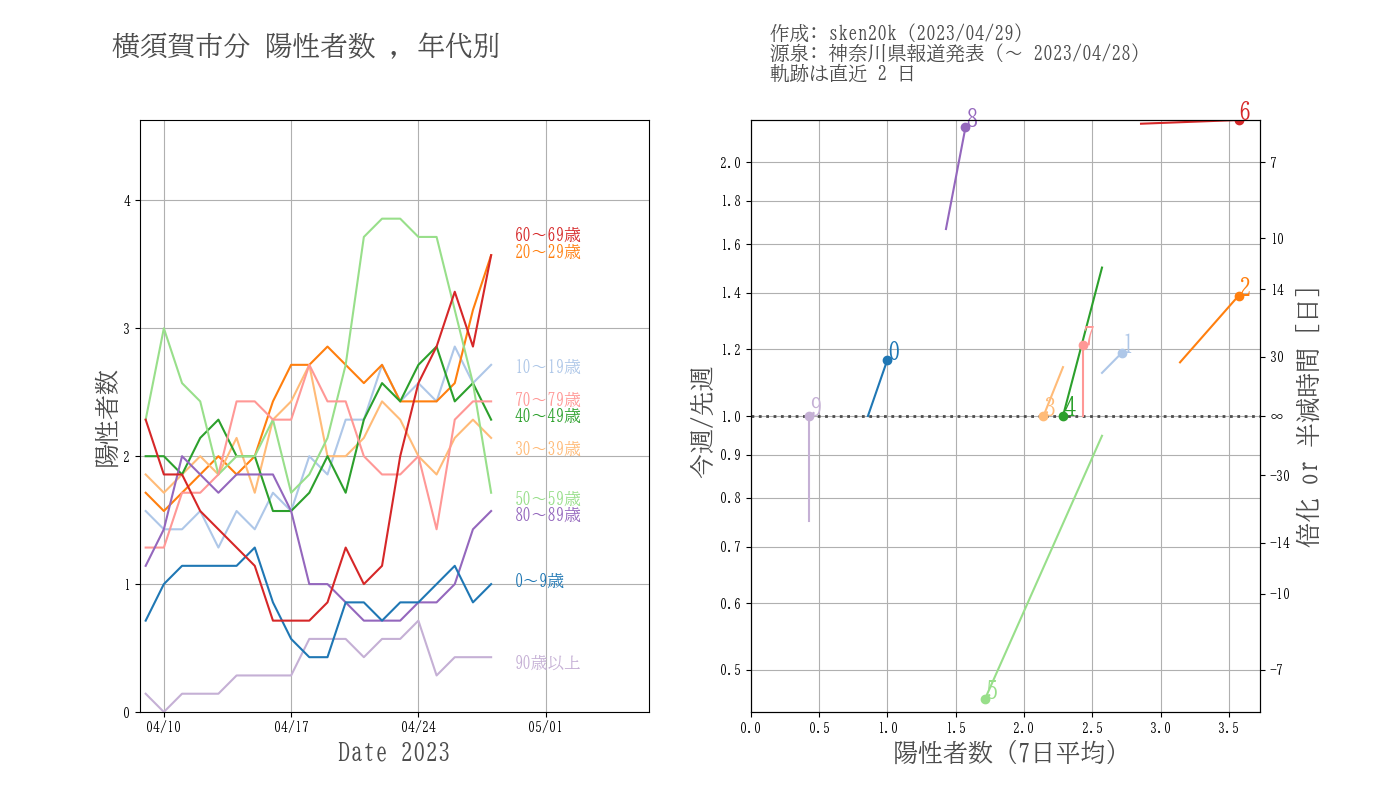 横須賀市分 陽性者数 , 年代別
作成: sken20k (2023/04/29)
源泉: 神奈川県報道発表 (～ 2023/04/28)
軌跡は直近 2 日
陽性者数
4
3
2
1
0
04/10
04/17
04/24
05/01
Date 2023
60～69歳
20～29歳
10～19歳
70～79歳
40～49歳
30～39歳
50～59歳
80～89歳
0～9歳
90歳以上
今週/先週
2.0
1.8
1.6
1.4
1.2
1.0
0.9
0.8
0.7
0.6
0.5
0.0
0.5
1.0
1.5
2.0
2.5
3.0
3.5
陽性者数 (7日平均)
6
8
2
7
1
0
3
4
9
5
7
10
14
30
∞
−30
−14
−10
−7
倍化 or 半減時間 [日]